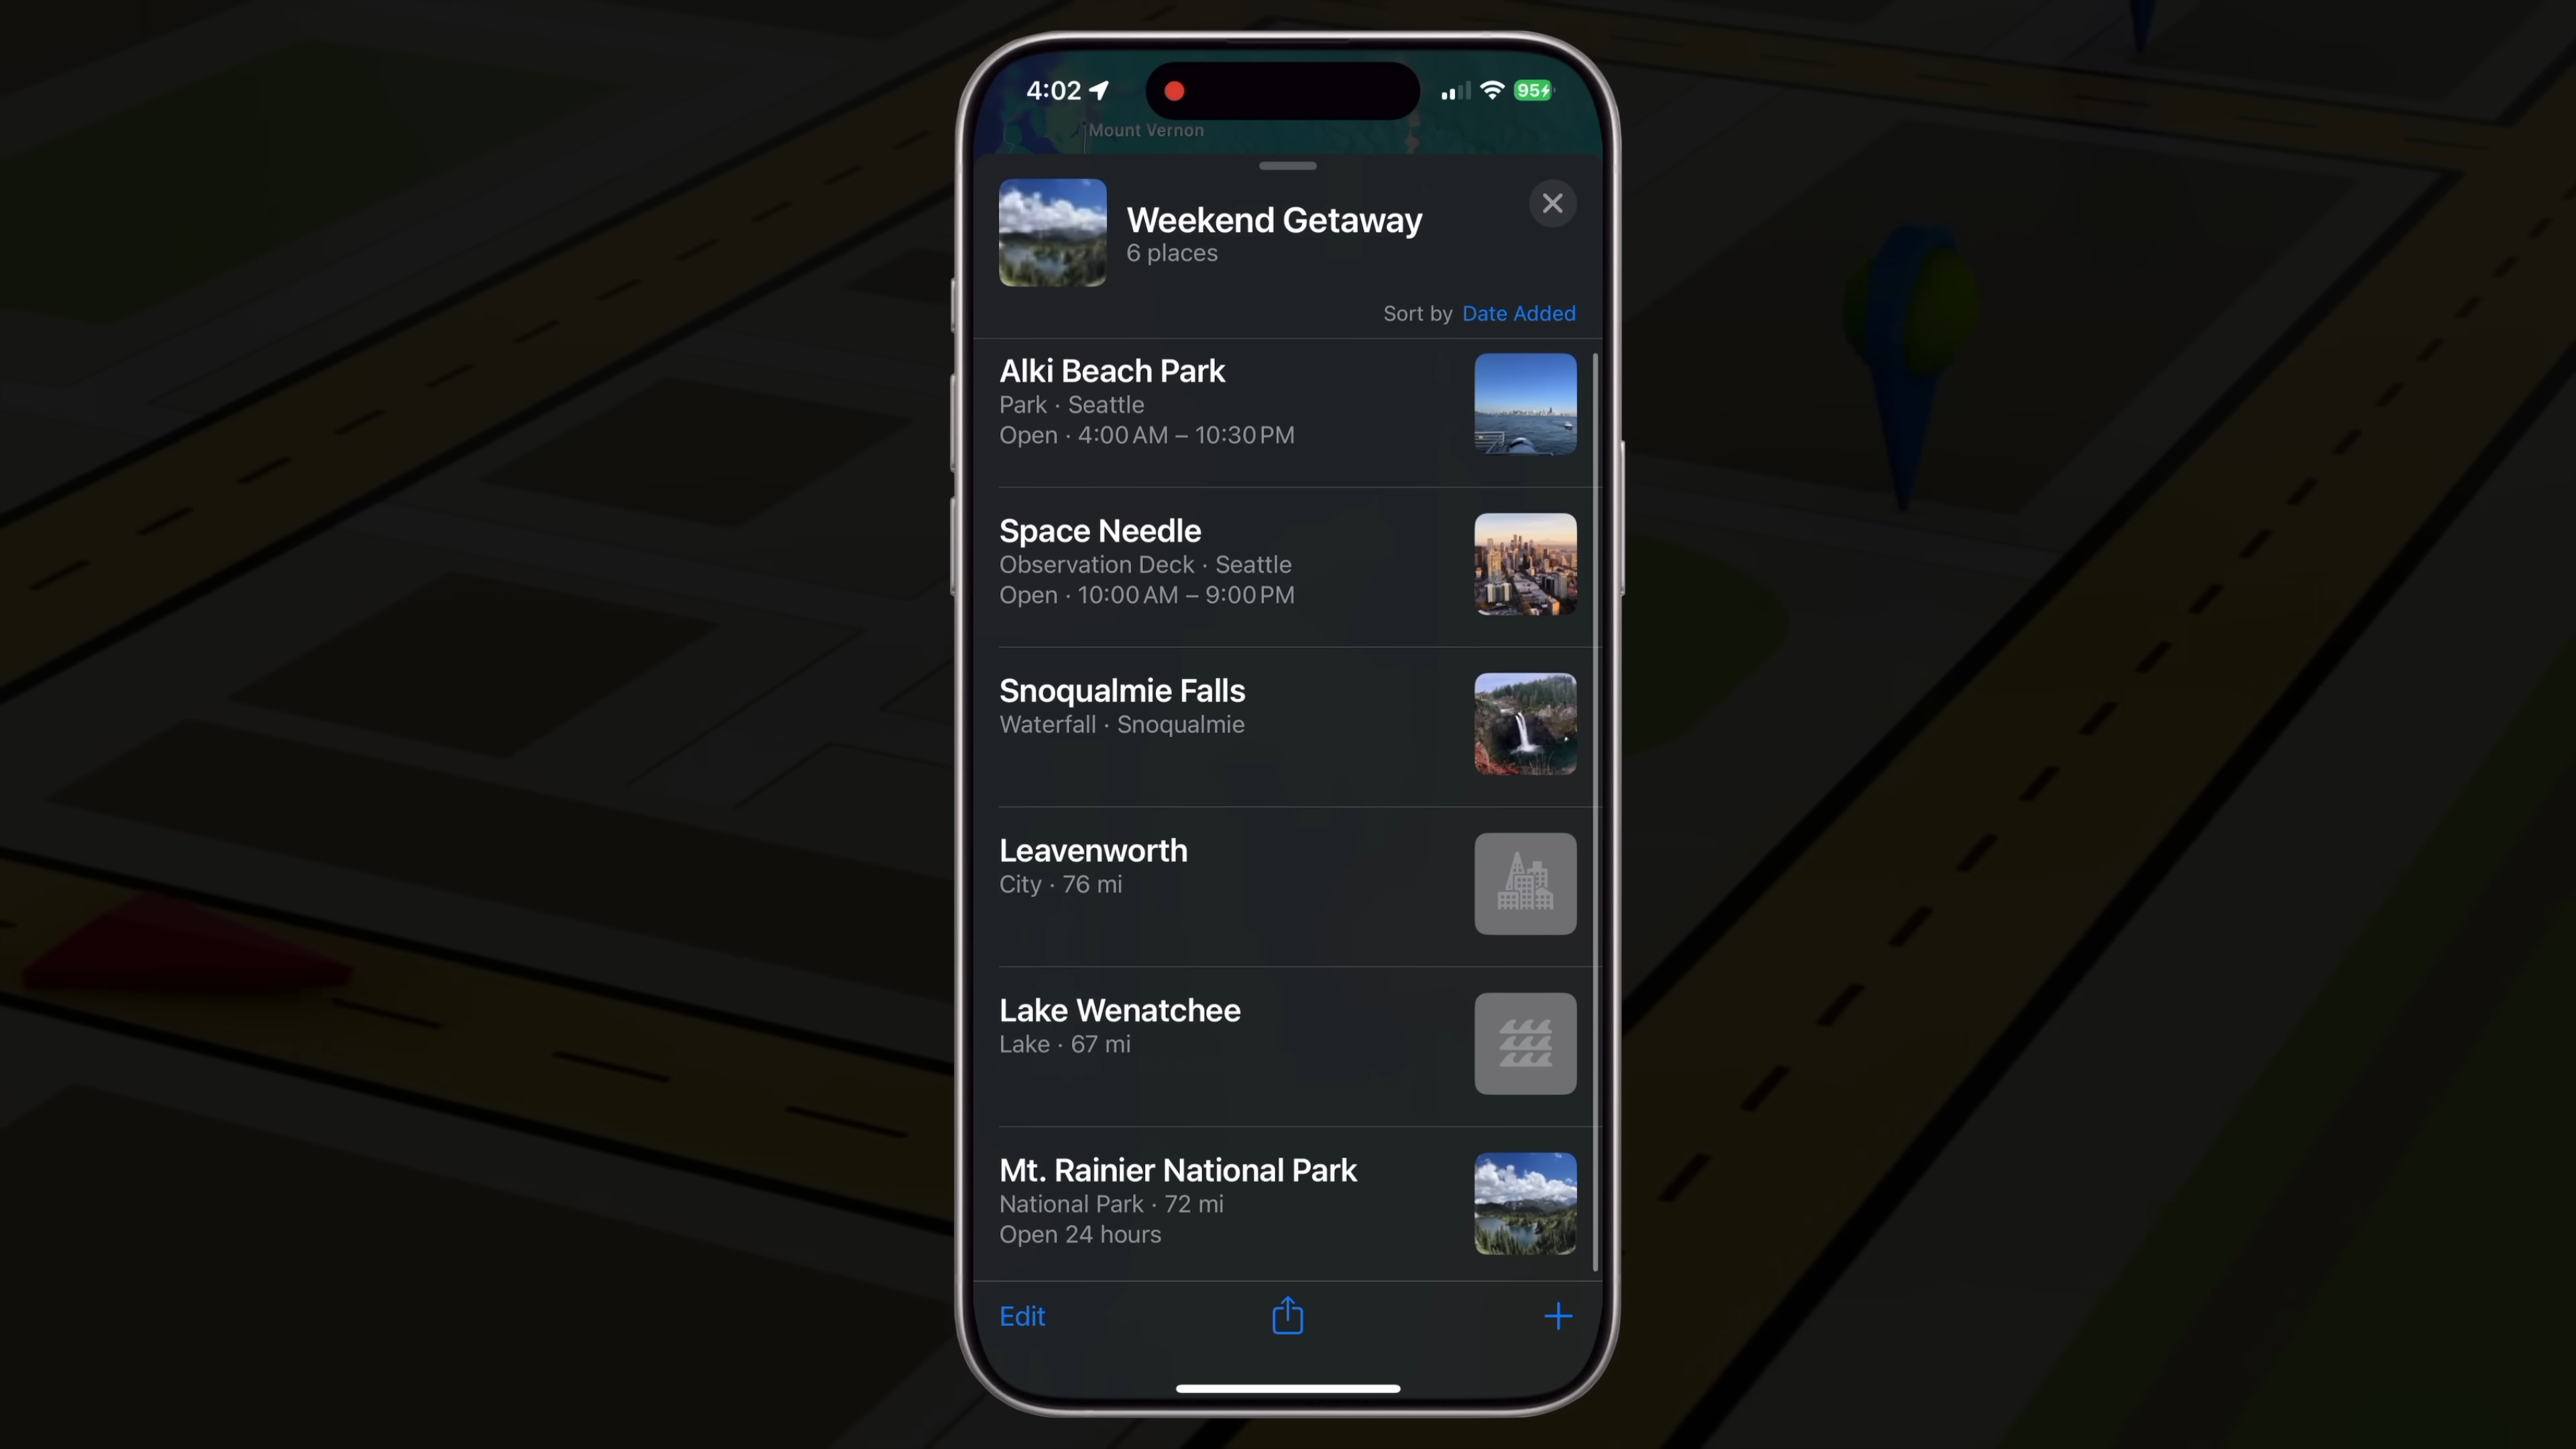 4:02
95
Mount Vernon
Weekend Getaway
6 places
Sort by Date Added
Alki Beach Park
Park · Seattle
Open · 4:00 AM – 10:30 PM
Space Needle
Observation Deck · Seattle
Open · 10:00 AM – 9:00 PM
Snoqualmie Falls
Waterfall · Snoqualmie
Leavenworth
City · 76 mi
Lake Wenatchee
Lake · 67 mi
Mt. Rainier National Park
National Park · 72 mi
Open 24 hours
Edit